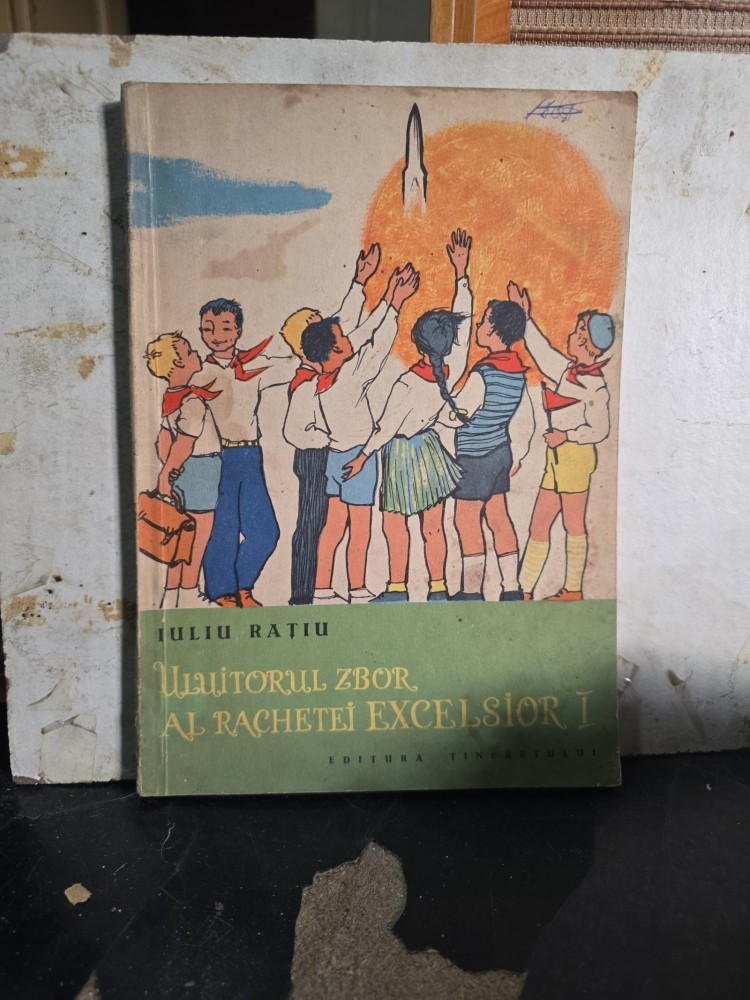 IULIU RAȚIU
ULUITORUL ZBOR
AL RACHETEI EXCELSIOR I
EDITURA TINERETULUI